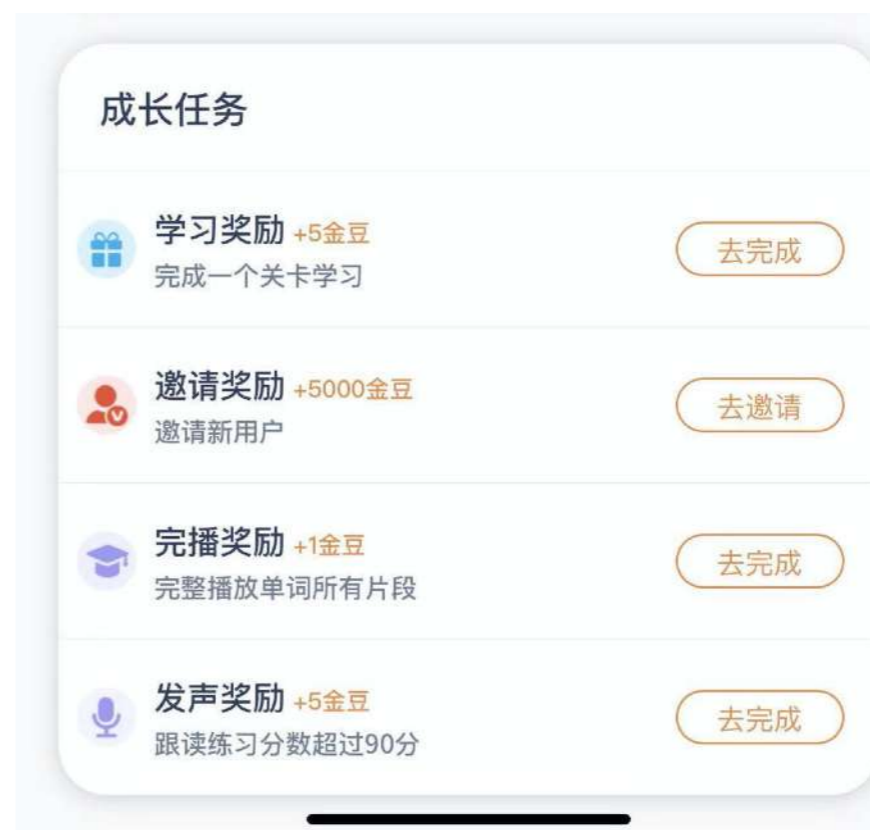 成长任务
学习奖励 +5金豆
完成一个关卡学习
去完成
邀请奖励 +5000金豆
邀请新用户
去邀请
完播奖励 +1金豆
完整播放单词所有片段
去完成
发声奖励 +5金豆
跟读练习分数超过90分
去完成